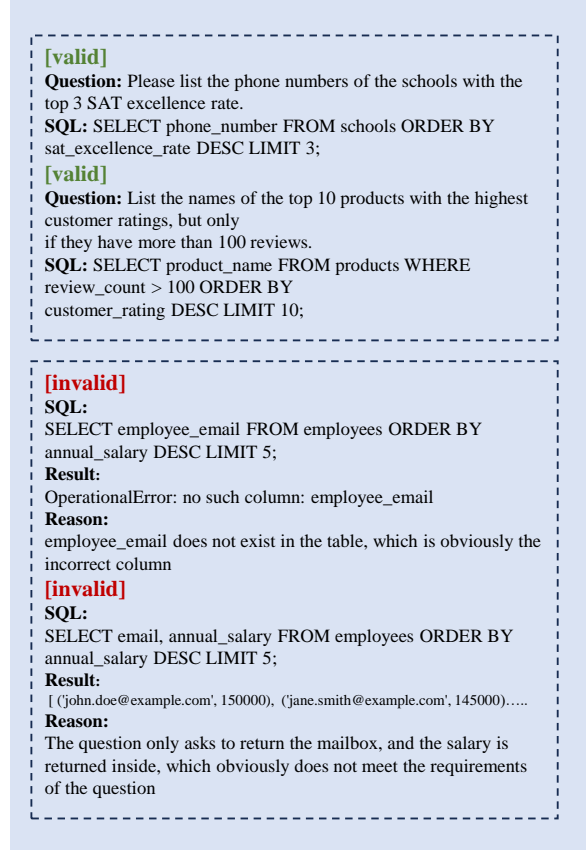 [valid]
Question: Please list the phone numbers of the schools with the
top 3 SAT excellence rate.
SQL: SELECT phone_number FROM schools ORDER BY
sat_excellence_rate DESC LIMIT 3;
[valid]
Question: List the names of the top 10 products with the highest
customer ratings, but only
if they have more than 100 reviews.
SQL: SELECT product_name FROM products WHERE
review_count > 100 ORDER BY
customer_rating DESC LIMIT 10;
[invalid]
SQL:
SELECT employee_email FROM employees ORDER BY
annual_salary DESC LIMIT 5;
Result:
OperationalError: no such column: employee_email
Reason:
employee_email does not exist in the table, which is obviously the
incorrect column
[invalid]
SQL:
SELECT email, annual_salary FROM employees ORDER BY
annual_salary DESC LIMIT 5;
Result:
[ ('john.doe@example.com', 150000), ('jane.smith@example.com', 145000)…..
Reason:
The question only asks to return the mailbox, and the salary is
returned inside, which obviously does not meet the requirements
of the question